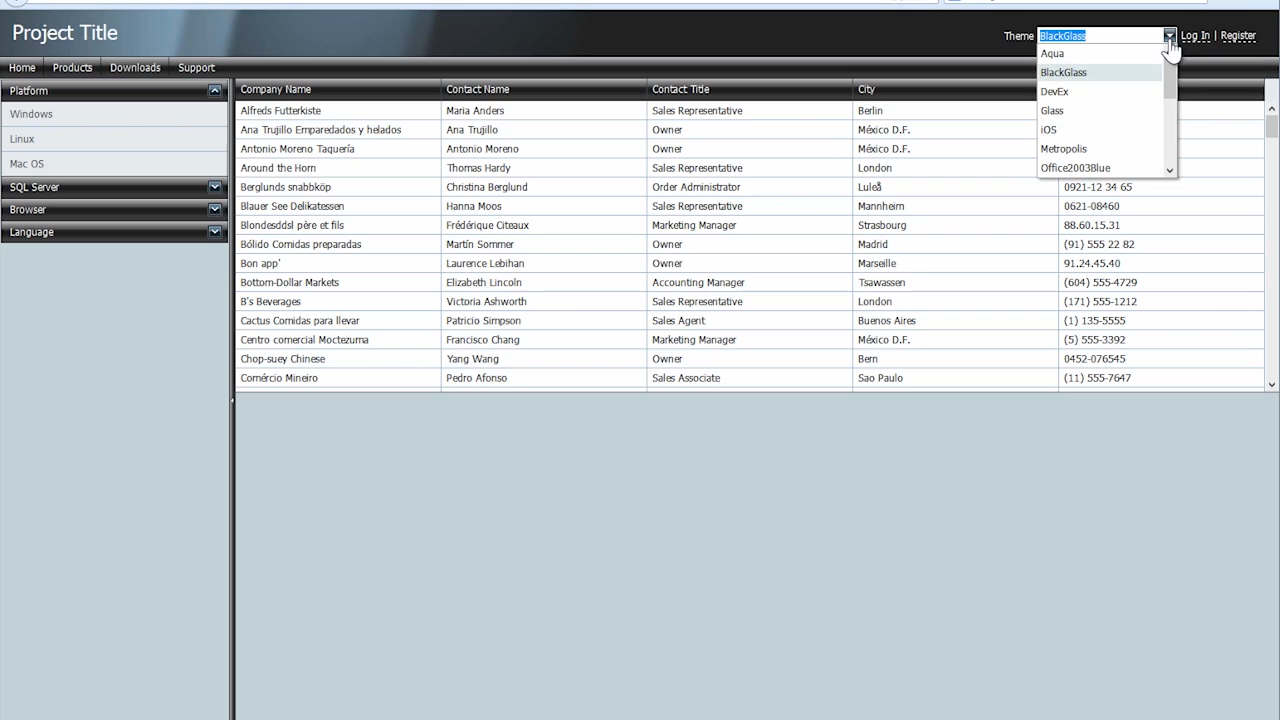 Project Title
Theme BlackGlass Log In | Register
Aqua
BlackGlass
DevEx
Glass
iOS
Metropolis
Office2003Blue
Home Products Downloads Support
Platform
Windows
Linux
Mac OS
SQL Server
Browser
Language
Company Name Contact Name Contact Title City
Alfreds Futterkiste Maria Anders Sales Representative Berlin
Ana Trujillo Emparedados y helados Ana Trujillo Owner México D.F.
Antonio Moreno Taquería Antonio Moreno Owner México D.F.
Around the Horn Thomas Hardy Sales Representative London
Berglunds snabbköp Christina Berglund Order Administrator Luleå 0921-12 34 65
Blauer See Delikatessen Hanna Moos Sales Representative Mannheim 0621-08460
Blondesddsl père et fils Frédérique Citeaux Marketing Manager Strasbourg 88.60.15.31
Bólido Comidas preparadas Martín Sommer Owner Madrid (91) 555 22 82
Bon app' Laurence Lebihan Owner Marseille 91.24.45.40
Bottom-Dollar Markets Elizabeth Lincoln Accounting Manager Tsawassen (604) 555-4729
B's Beverages Victoria Ashworth Sales Representative London (171) 555-1212
Cactus Comidas para llevar Patricio Simpson Sales Agent Buenos Aires (1) 135-5555
Centro comercial Moctezuma Francisco Chang Marketing Manager México D.F. (5) 555-3392
Chop-suey Chinese Yang Wang Owner Bern 0452-076545
Comércio Mineiro Pedro Afonso Sales Associate Sao Paulo (11) 555-7647